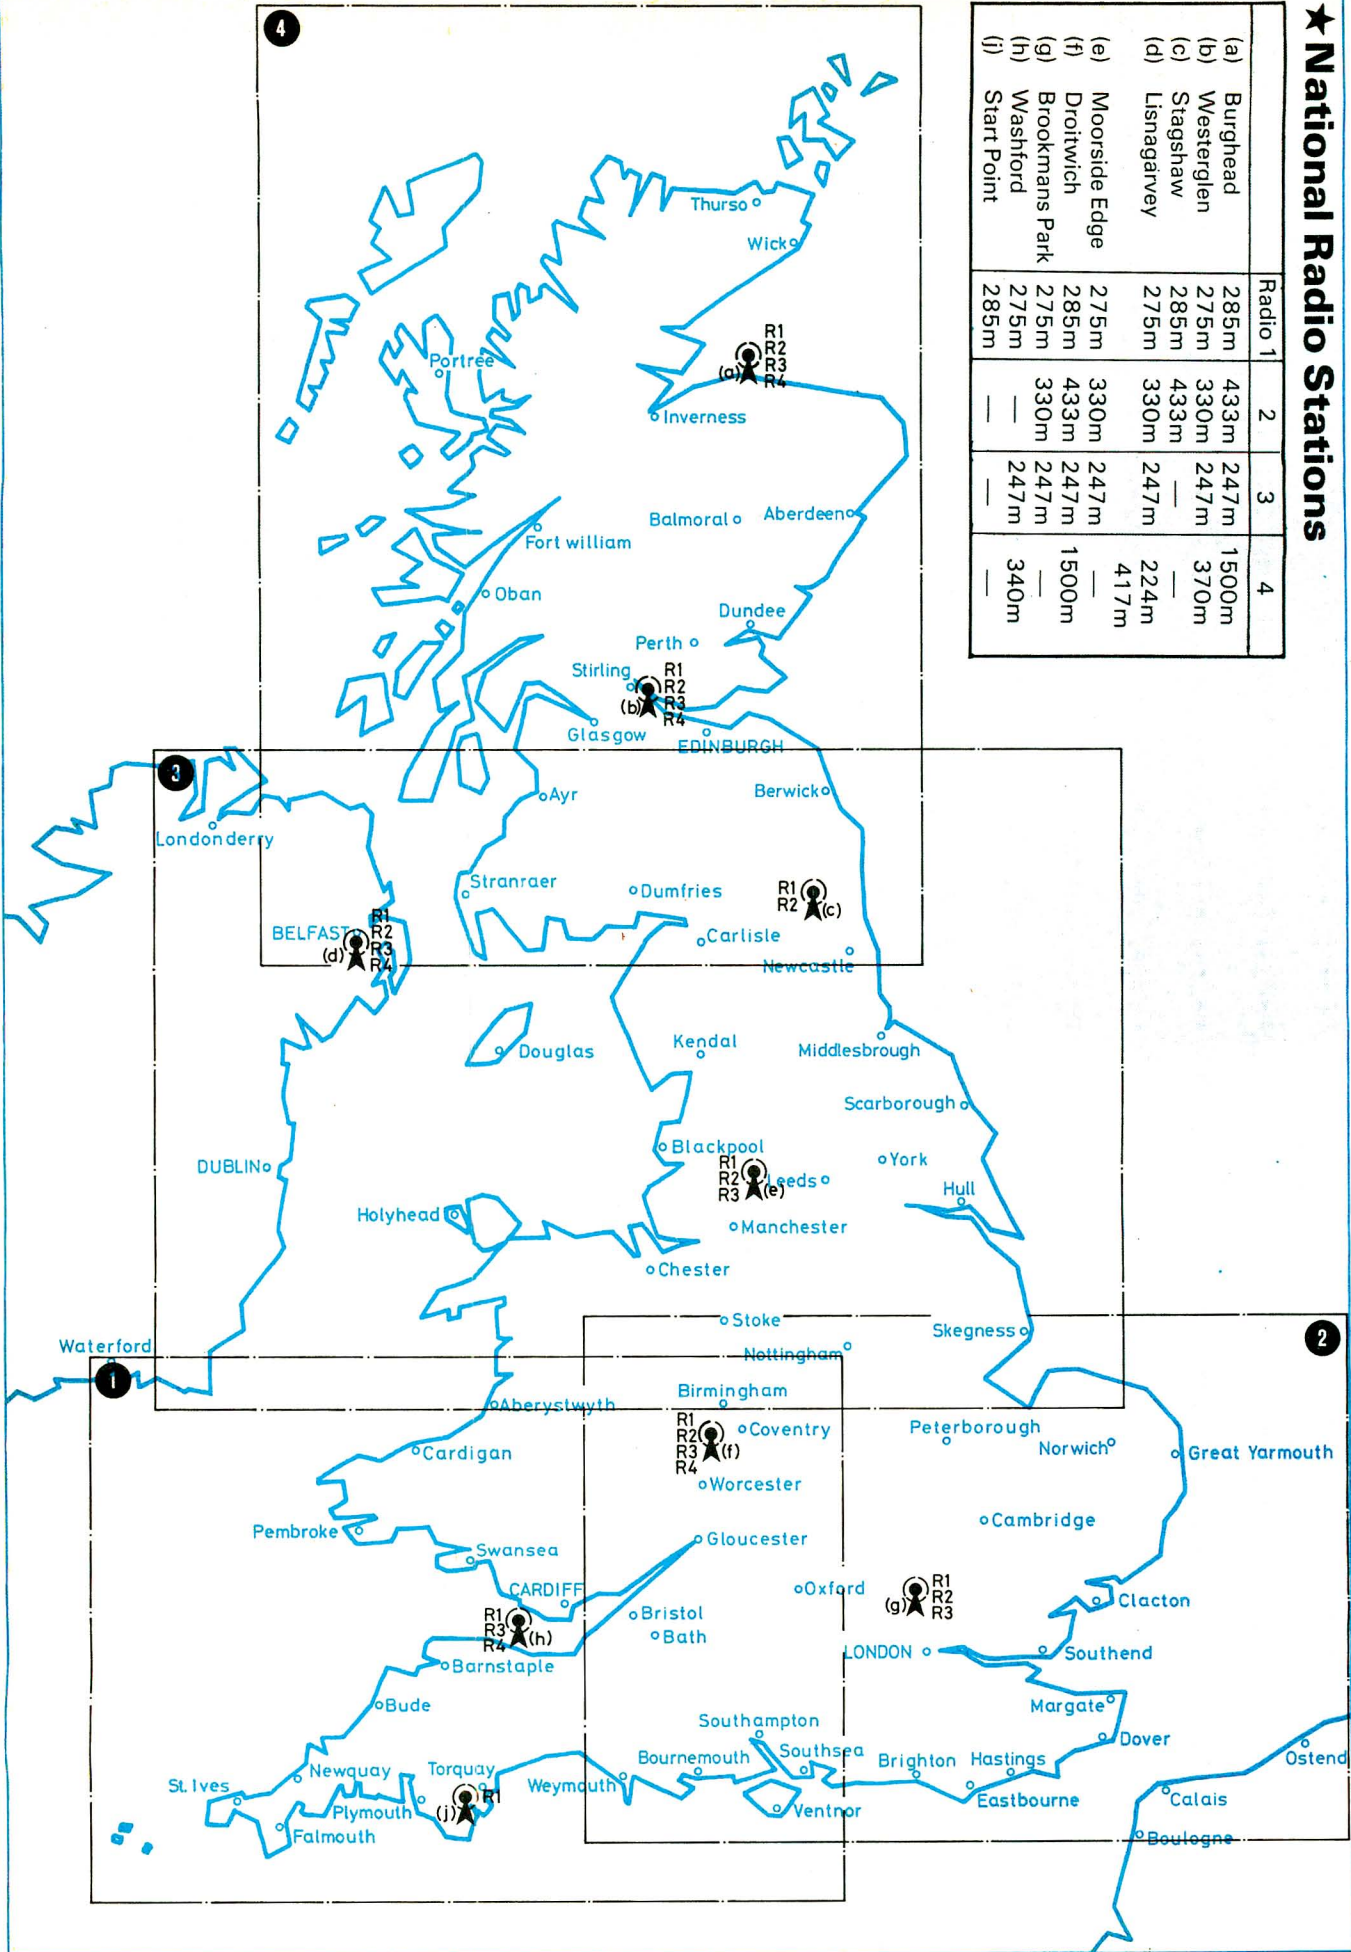 ★National Radio Stations
Radio 1 2 3 4
(a) Burghead 285m 433m 247m 1500m
(b) Westerglen 275m 330m 247m 370m
(c) Stagshaw 285m 433m — —
(d) Lisnagarvey 275m 330m 247m 224m
417m
(e) Moorside Edge 275m 330m 247m —
(f) Droitwich 285m 433m 247m 1500m
(g) Brookmans Park 275m 330m 247m —
(h) Washford 275m — 247m 340m
(j) Start Point 285m — — —
4
Thurso
Wick
R1
R2
R3
(a) R4
Portree
Inverness
Balmoral
Aberdeen
Fort william
Oban
Dundee
Perth
Stirling
R1
R2
(b) R3
R4
Glasgow
EDINBURGH
3
Ayr
Berwick
Londonderry
Stranraer
Dumfries
R1
R2 (c)
BELFAST
R1
R2
(d) R3
R4
Carlisle
Newcastle
Douglas
Kendal
Middlesbrough
Scarborough
Blackpool
DUBLIN
York
R1
R2
R3 (e)
Leeds
Hull
Holyhead
Manchester
Chester
Stoke
Skegness
2
Waterford
Nottingham
1
Birmingham
Aberystwyth
R1
R2
R3 (f)
R4
Coventry
Peterborough
Norwich
Great Yarmouth
Cardigan
Worcester
Cambridge
Pembroke
Gloucester
Swansea
CARDIFF
Oxford
R1
(g) R2
R3
Clacton
R1
R3 (h)
R4
Bristol
Bath
LONDON
Southend
Barnstaple
Bude
Margate
Southampton
Dover
Ostend
Bournemouth
Southsea
Brighton
Hastings
St. Ives
Newquay
Torquay
Weymouth
(j) R1
Plymouth
Ventnor
Eastbourne
Calais
Falmouth
Boulogne